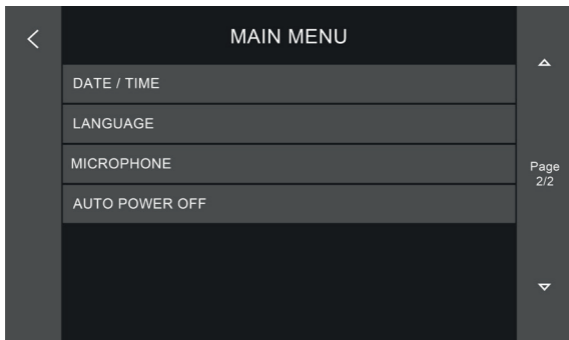 MAIN MENU
DATE / TIME
LANGUAGE
MICROPHONE
AUTO POWER OFF
Page
2/2